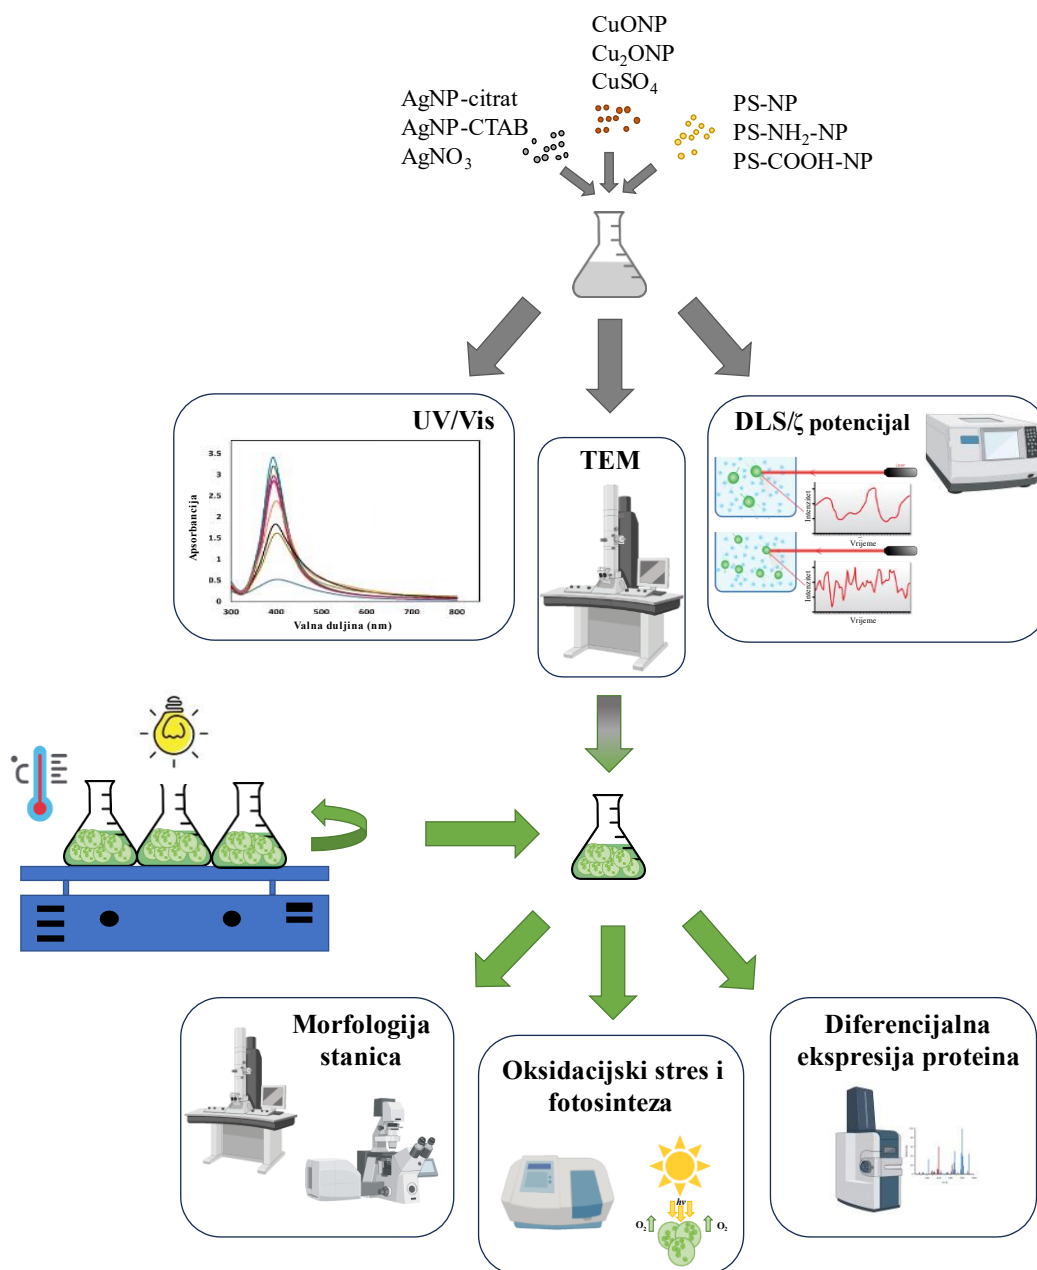 CuONP
Cu₂ONP
CuSO₄
AgNP-citrat
AgNP-CTAB
AgNO₃
PS-NP
PS-NH₂-NP
PS-COOH-NP
UV/Vis
3.5
3
2.5
2
1.5
1
0.5
0
300 400 500 600 700 800
Apsorbancija
Valna duljina (nm)
TEM
DLS/ζ potencijal
Intenzitet
Vrijeme
Intenzitet
Vrijeme
°C
Morfologija
stanica
Oksidacijski stres i
fotosinteza
hv
O₂ O₂
Diferencijalna
ekspresija proteina